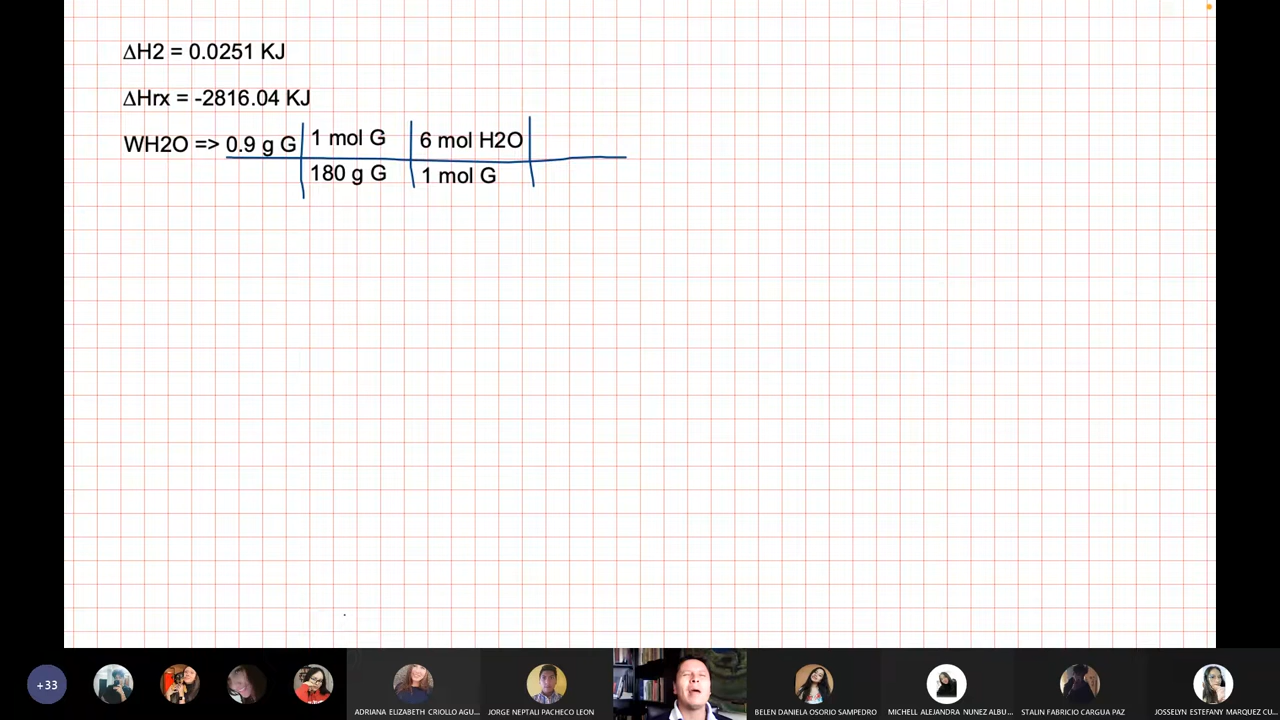 ∆H2 = 0.0251 KJ
∆Hrx = -2816.04 KJ
WH2O => 0.9 g G 1 mol G 6 mol H2O
180 g G 1 mol G
+33
ADRIANA ELIZABETH CRIOLLO AGU...
JORGE NEPTALI PACHECO LEON
BELEN DANIELA OSORIO SAMPEDRO
MICHELL ALEJANDRA NUNEZ ALBU...
STALIN FABRICIO CARGUA PAZ
JOSSELYN ESTEFANY MARQUEZ CU...